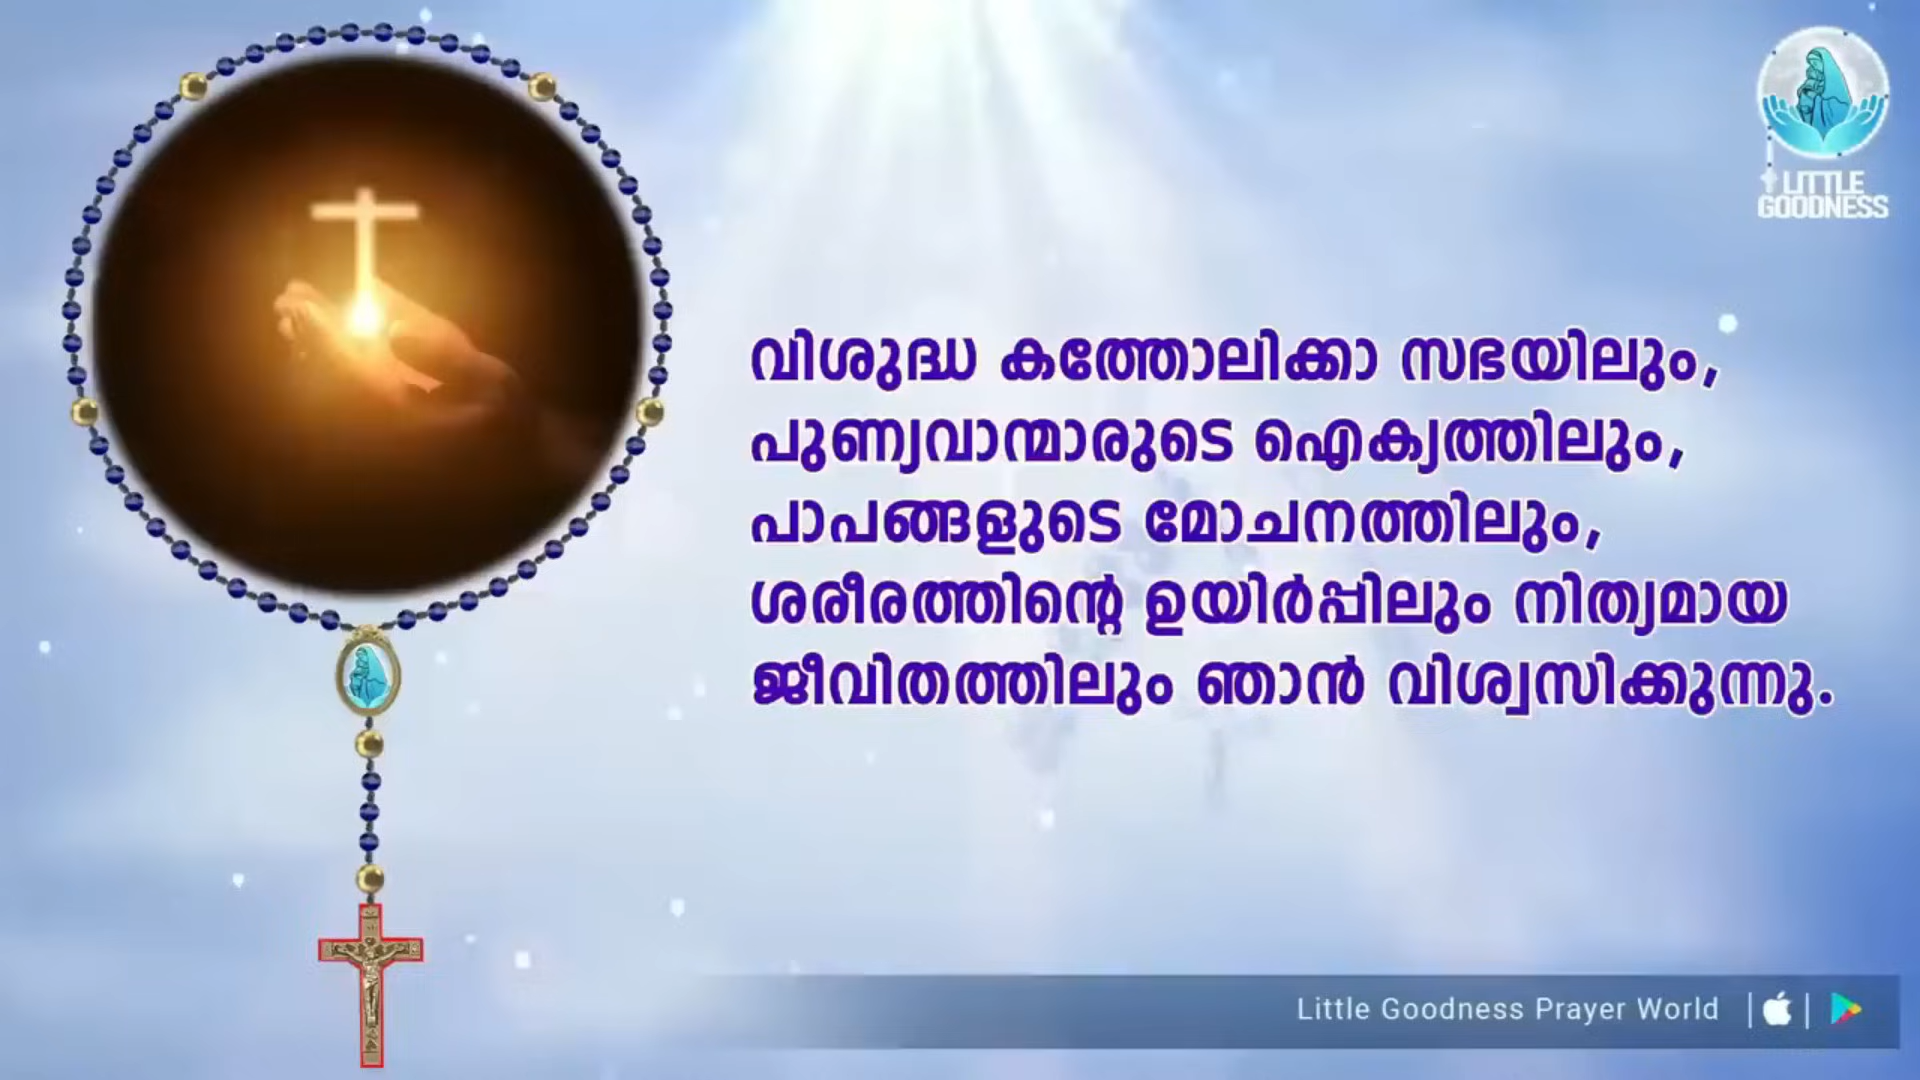 LITTLE
GOODNESS
വിശുദ്ധ കത്തോലിക്കാ സഭയിലും,
പുണ്യവാന്മാരുടെ ഐക്യത്തിലും,
പാപങ്ങളുടെ മോചനത്തിലും,
ശരീരത്തിന്റെ ഉയിർപ്പിലും നിത്യമായ
ജീവിതത്തിലും ഞാൻ വിശ്വസിക്കുന്നു.
Little Goodness Prayer World